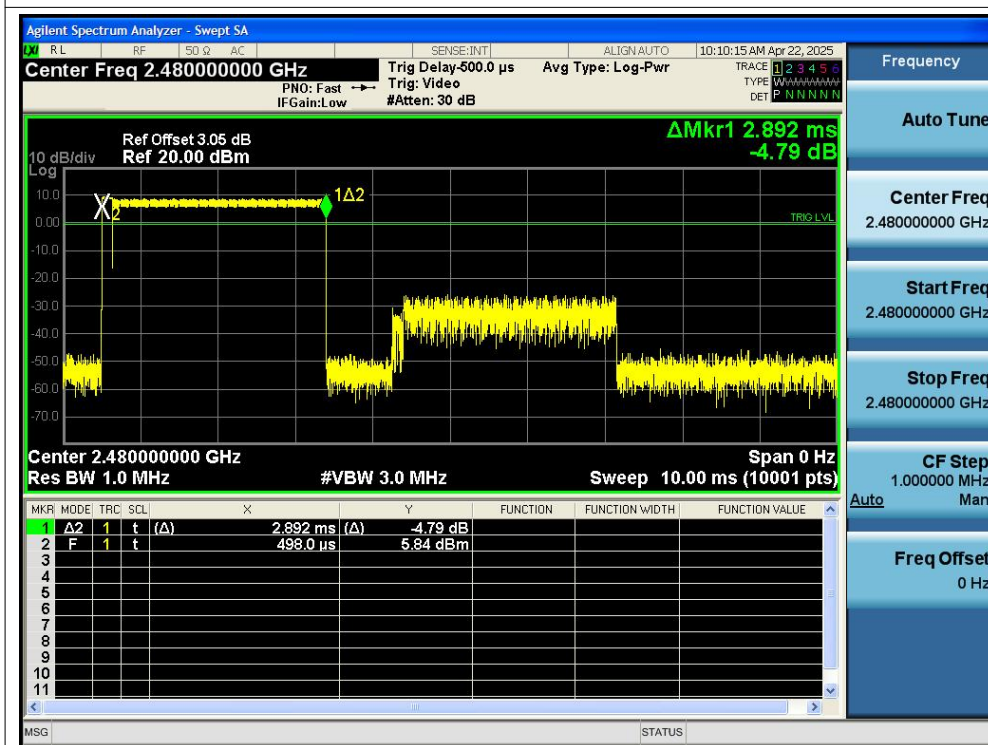 Agilent Spectrum Analyzer - Swept SA
LXI RL RF 50 Ω AC SENSE:INT ALIGN AUTO 10:10:15 AM Apr 22, 2025
Center Freq 2.480000000 GHz
PNO: Fast
IFGain:Low
Trig Delay-500.0 µs
Trig: Video
#Atten: 30 dB
Avg Type: Log-Pwr
TRACE 1 2 3 4 5 6
TYPE WWWWWW
DET P N N N N N
ΔMkr1 2.892 ms
-4.79 dB
10 dB/div
Log
Ref Offset 3.05 dB
Ref 20.00 dBm
10.0
0.00
-10.0
-20.0
-30.0
-40.0
-50.0
-60.0
-70.0
X
2
1Δ2
TRIG LVL
Center 2.480000000 GHz Span 0 Hz
Res BW 1.0 MHz #VBW 3.0 MHz Sweep 10.00 ms (10001 pts)
MKR MODE TRC SCL X Y FUNCTION FUNCTION WIDTH FUNCTION VALUE
1 Δ2 1 t (Δ) 2.892 ms (Δ) -4.79 dB
2 F 1 t 498.0 µs 5.84 dBm
3
4
5
6
7
8
9
10
11
MSG STATUS
Frequency
Auto Tune
Center Freq
2.480000000 GHz
Start Freq
2.480000000 GHz
Stop Freq
2.480000000 GHz
CF Step
1.000000 MHz
Auto Man
Freq Offset
0 Hz